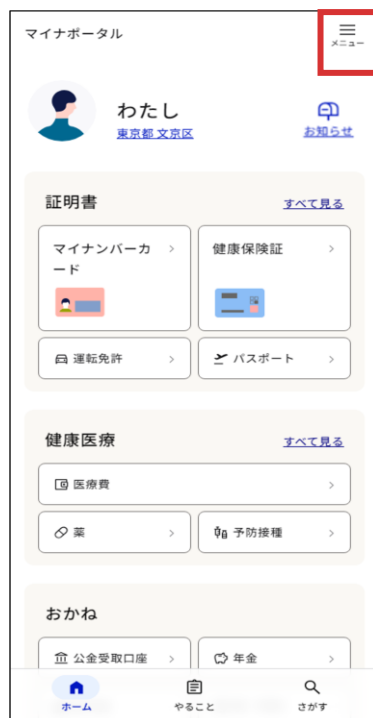 マイナポータル
メニュー
わたし
東京都 文京区
お知らせ
証明書
すべて見る
マイナンバーカ
ード
健康保険証
運転免許
パスポート
健康医療
すべて見る
医療費
薬
予防接種
おかね
公金受取口座
年金
ホーム
やること
さがす